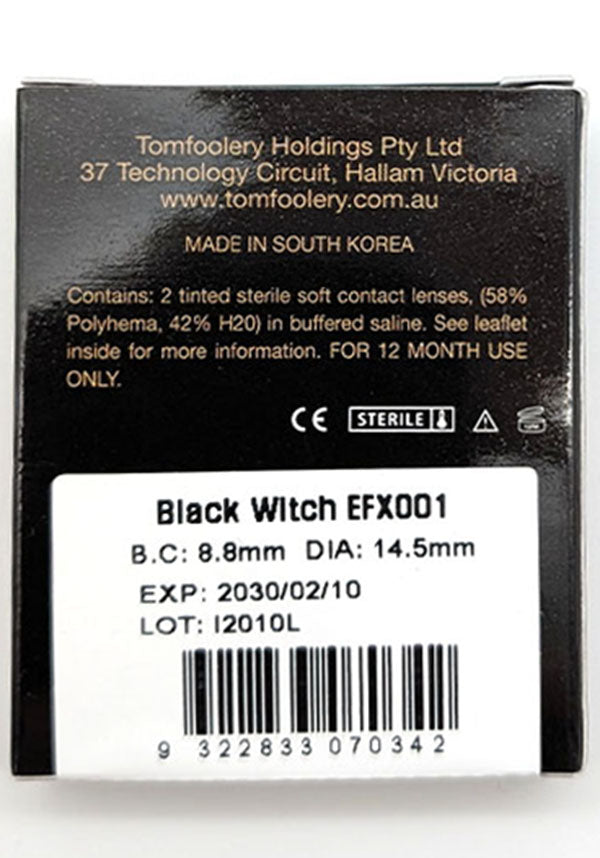 Tomfoolery Holdings Pty Ltd
37 Technology Circuit, Hallam Victoria
www.tomfoolery.com.au
MADE IN SOUTH KOREA
Contains: 2 tinted sterile soft contact lenses, (58%
Polyhema, 42% H20) in buffered saline. See leaflet
inside for more information. FOR 12 MONTH USE
ONLY.
CE STERILE
Black Witch EFX001
B.C: 8.8mm DIA: 14.5mm
EXP: 2030/02/10
LOT: I2010L
9 322833 070342